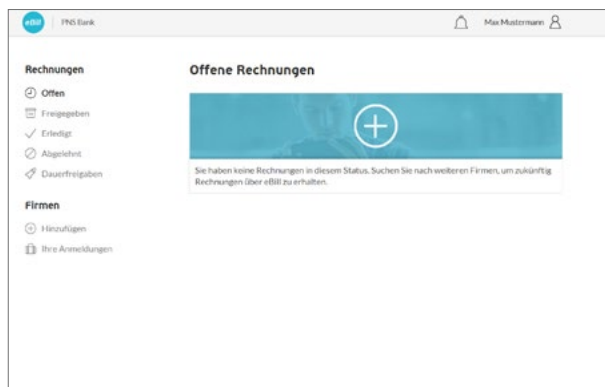 eBill PNS Bank Max Mustermann
Rechnungen
Offen
Freigegeben
Erledigt
Abgelehnt
Dauerfreigaben
Firmen
Hinzufügen
Ihre Anmeldungen
Offene Rechnungen
Sie haben keine Rechnungen in diesem Status. Suchen Sie nach weiteren Firmen, um zukünftig
Rechnungen über eBill zu erhalten.